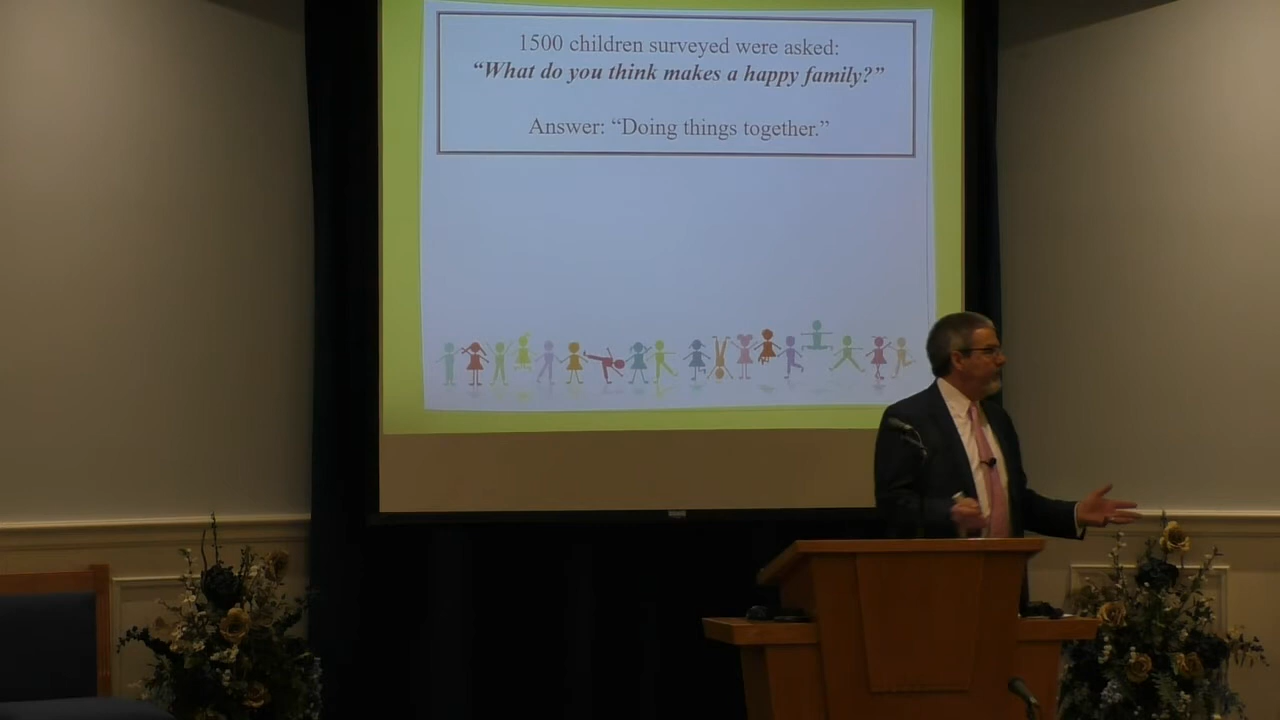 1500 children surveyed were asked:
“What do you think makes a happy family?”
Answer: “Doing things together.”